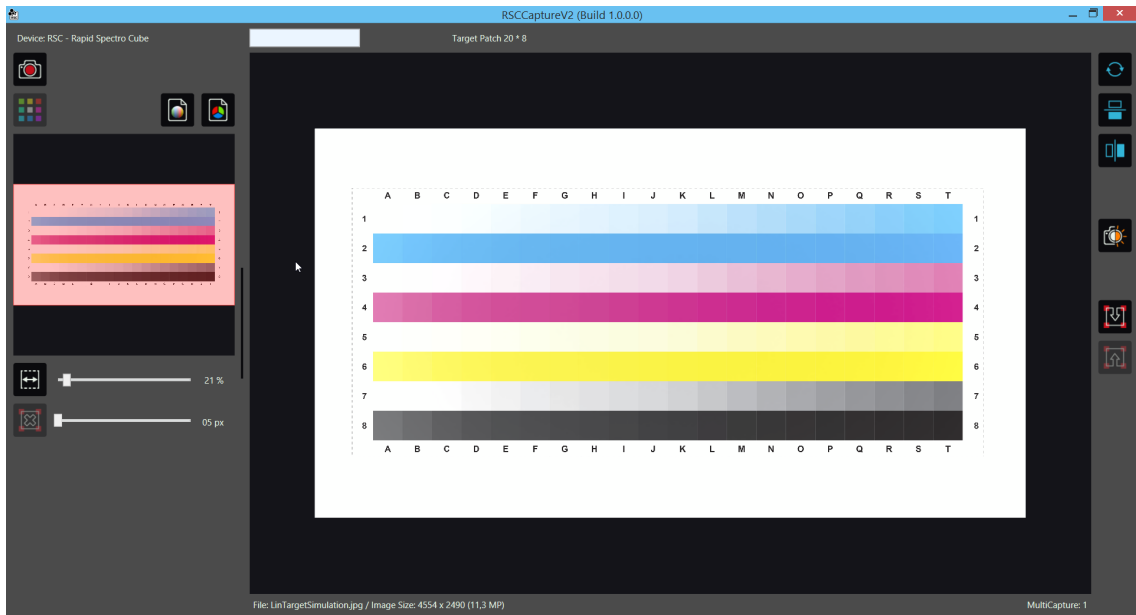 RSCCaptureV2 (Build 1.0.0.0)
Device: RSC - Rapid Spectro Cube
Target Patch 20 * 8
A B C D E F G H I J K L M N O P Q R S T
1 1
2 2
3 3
4 4
5 5
6 6
7 7
8 8
A B C D E F G H I J K L M N O P Q R S T
21 %
05 px
File: LinTargetSimulation.jpg / Image Size: 4554 x 2490 (11,3 MP)
MultiCapture: 1